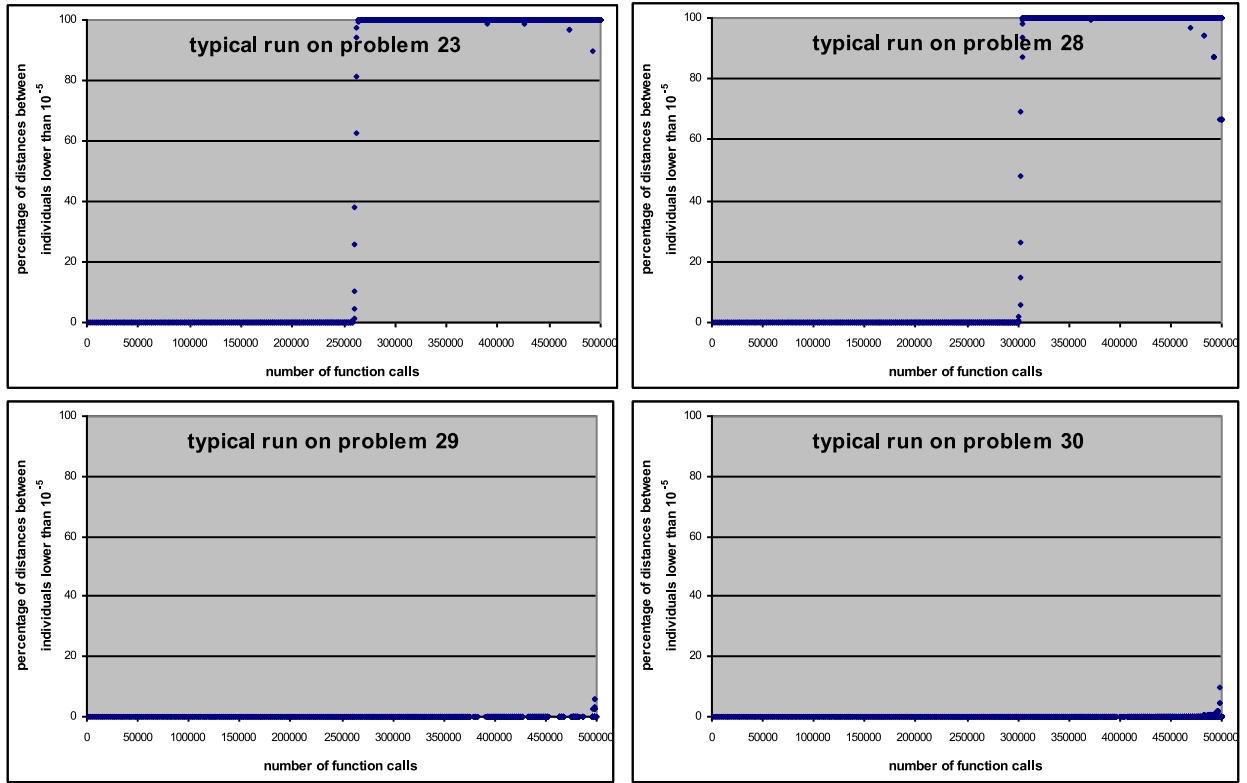 typical run on problem 23
percentage of distances between
individuals lower than 10-5
100
80
60
40
20
0
0 50000 100000 150000 200000 250000 300000 350000 400000 450000 500000
number of function calls
typical run on problem 28
percentage of distances between
individuals lower than 10-5
100
80
60
40
20
0
0 50000 100000 150000 200000 250000 300000 350000 400000 450000 500000
number of function calls
typical run on problem 29
percentage of distances between
individuals lower than 10-5
100
80
60
40
20
0
0 50000 100000 150000 200000 250000 300000 350000 400000 450000 500000
number of function calls
typical run on problem 30
percentage of distances between
individuals lower than 10-5
100
80
60
40
20
0
0 50000 100000 150000 200000 250000 300000 350000 400000 450000 500000
number of function calls